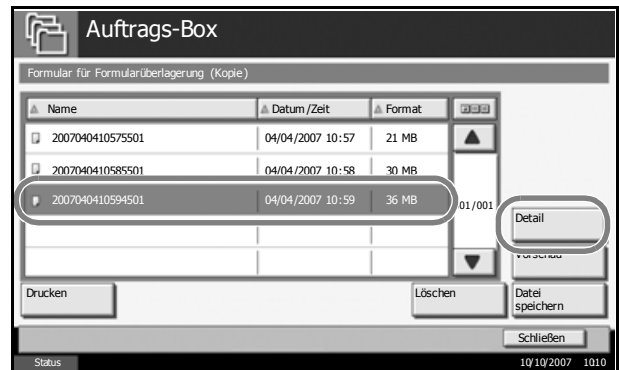 Auftrags-Box
Formular für Formularüberlagerung (Kopie)
Name Datum/Zeit Format
2007040410575501 04/04/2007 10:57 21 MB
2007040410585501 04/04/2007 10:58 30 MB
2007040410594501 04/04/2007 10:59 36 MB
01/001
Detail
Vorschau
Drucken Löschen Datei
speichern
Schließen
Status 10/10/2007 1010